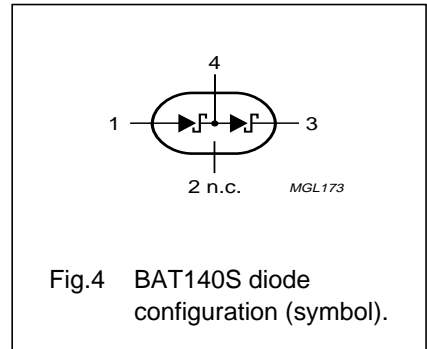 4
1
3
2 n.c.
MGL173
Fig.4 BAT140S diode
configuration (symbol).